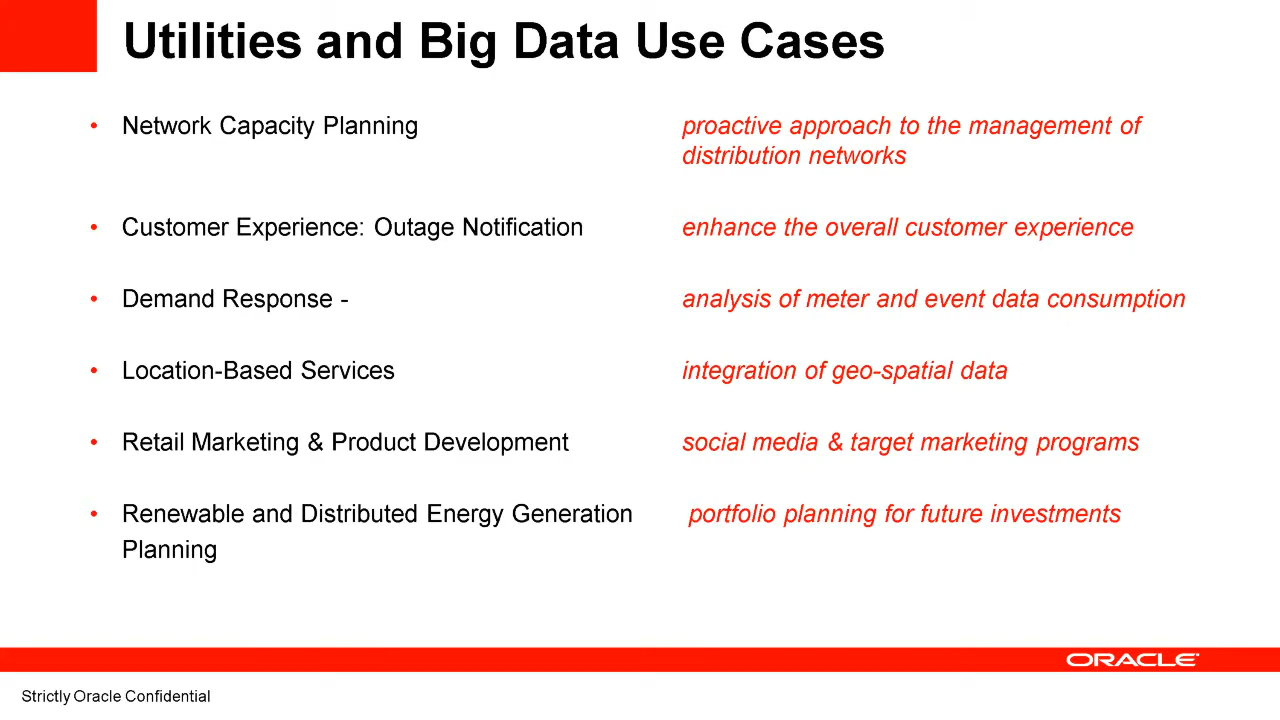 Utilities and Big Data Use Cases
• Network Capacity Planning
proactive approach to the management of
distribution networks
• Customer Experience: Outage Notification
enhance the overall customer experience
• Demand Response -
analysis of meter and event data consumption
• Location-Based Services
integration of geo-spatial data
• Retail Marketing & Product Development
social media & target marketing programs
• Renewable and Distributed Energy Generation
Planning
portfolio planning for future investments
ORACLE
Strictly Oracle Confidential